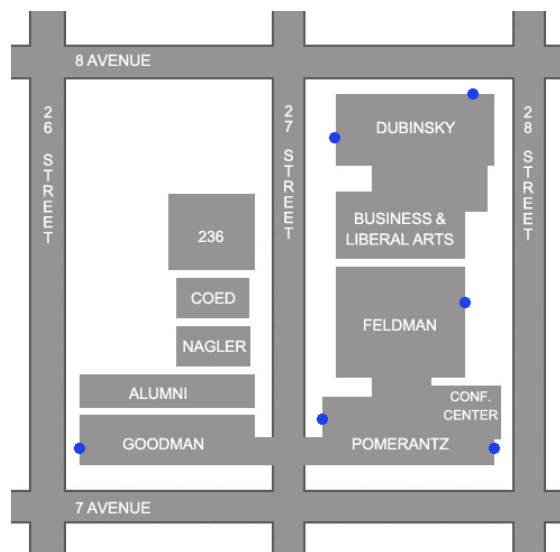 8 AVENUE
26 STREET
27 STREET
28 STREET
DUBINSKY
236
BUSINESS &
LIBERAL ARTS
COED
FELDMAN
NAGLER
ALUMNI
CONF.
CENTER
GOODMAN
POMERANTZ
7 AVENUE